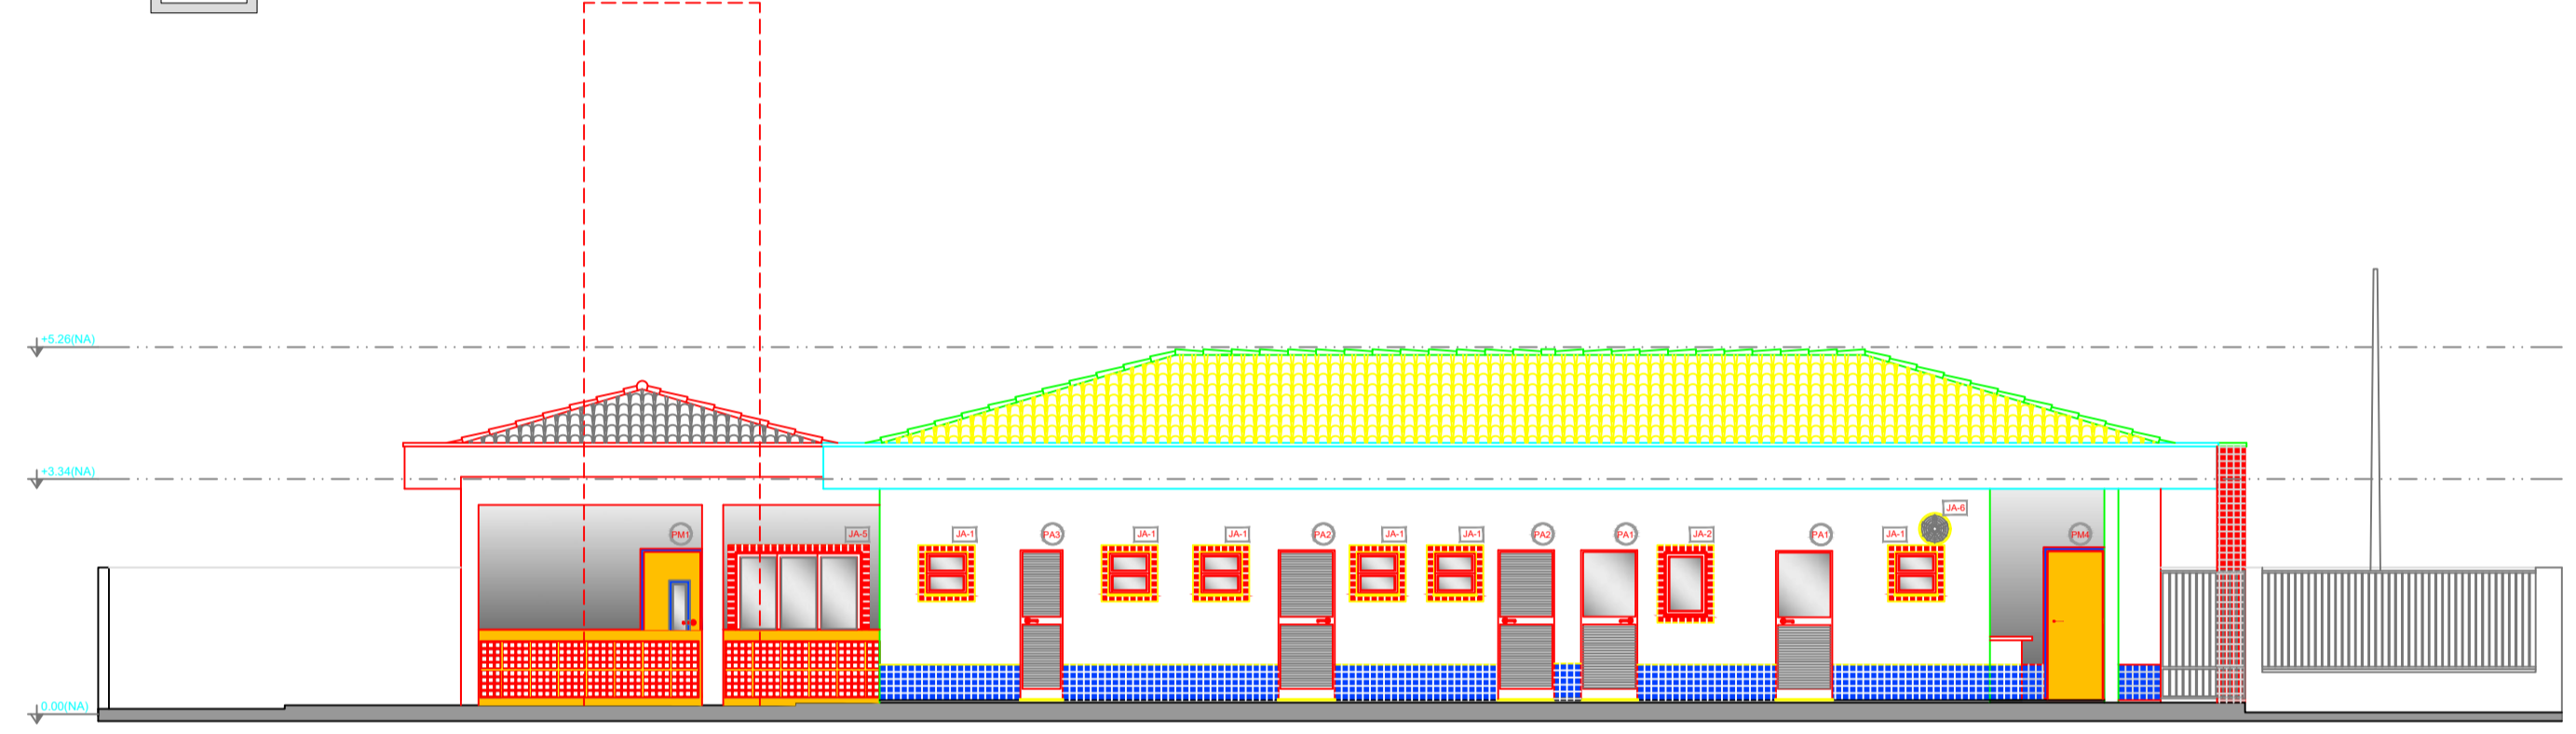 +5.26(NA)
+3.34(NA)
JA-6
PM1
JA-5
JA-1
PA3
JA-1
JA-1
PA2
JA-1
JA-1
PA2
PA1
JA-2
PA1
JA-1
PM4
0.00(NA)